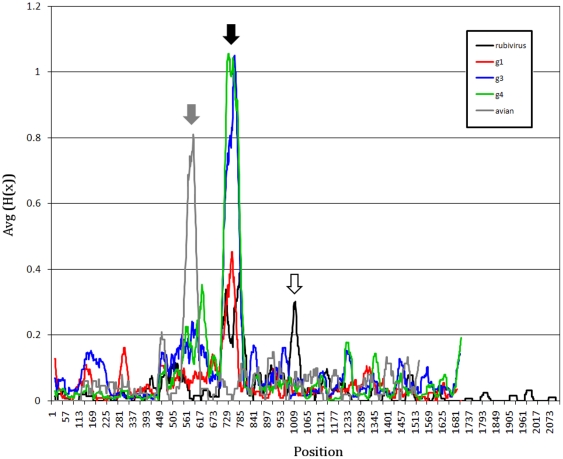 1.2
1
0.8
0.6
0.4
0.2
0
Avg (H(x))
rubivirus
g1
g3
g4
avian
1 57 113 169 225 281 337 393 449 505 561 617 673 729 785 841 897 953 1009 1065 1121 1177 1233 1289 1345 1401 1457 1513 1569 1625 1681 1737 1793 1849 1905 1961 2017 2073
Position